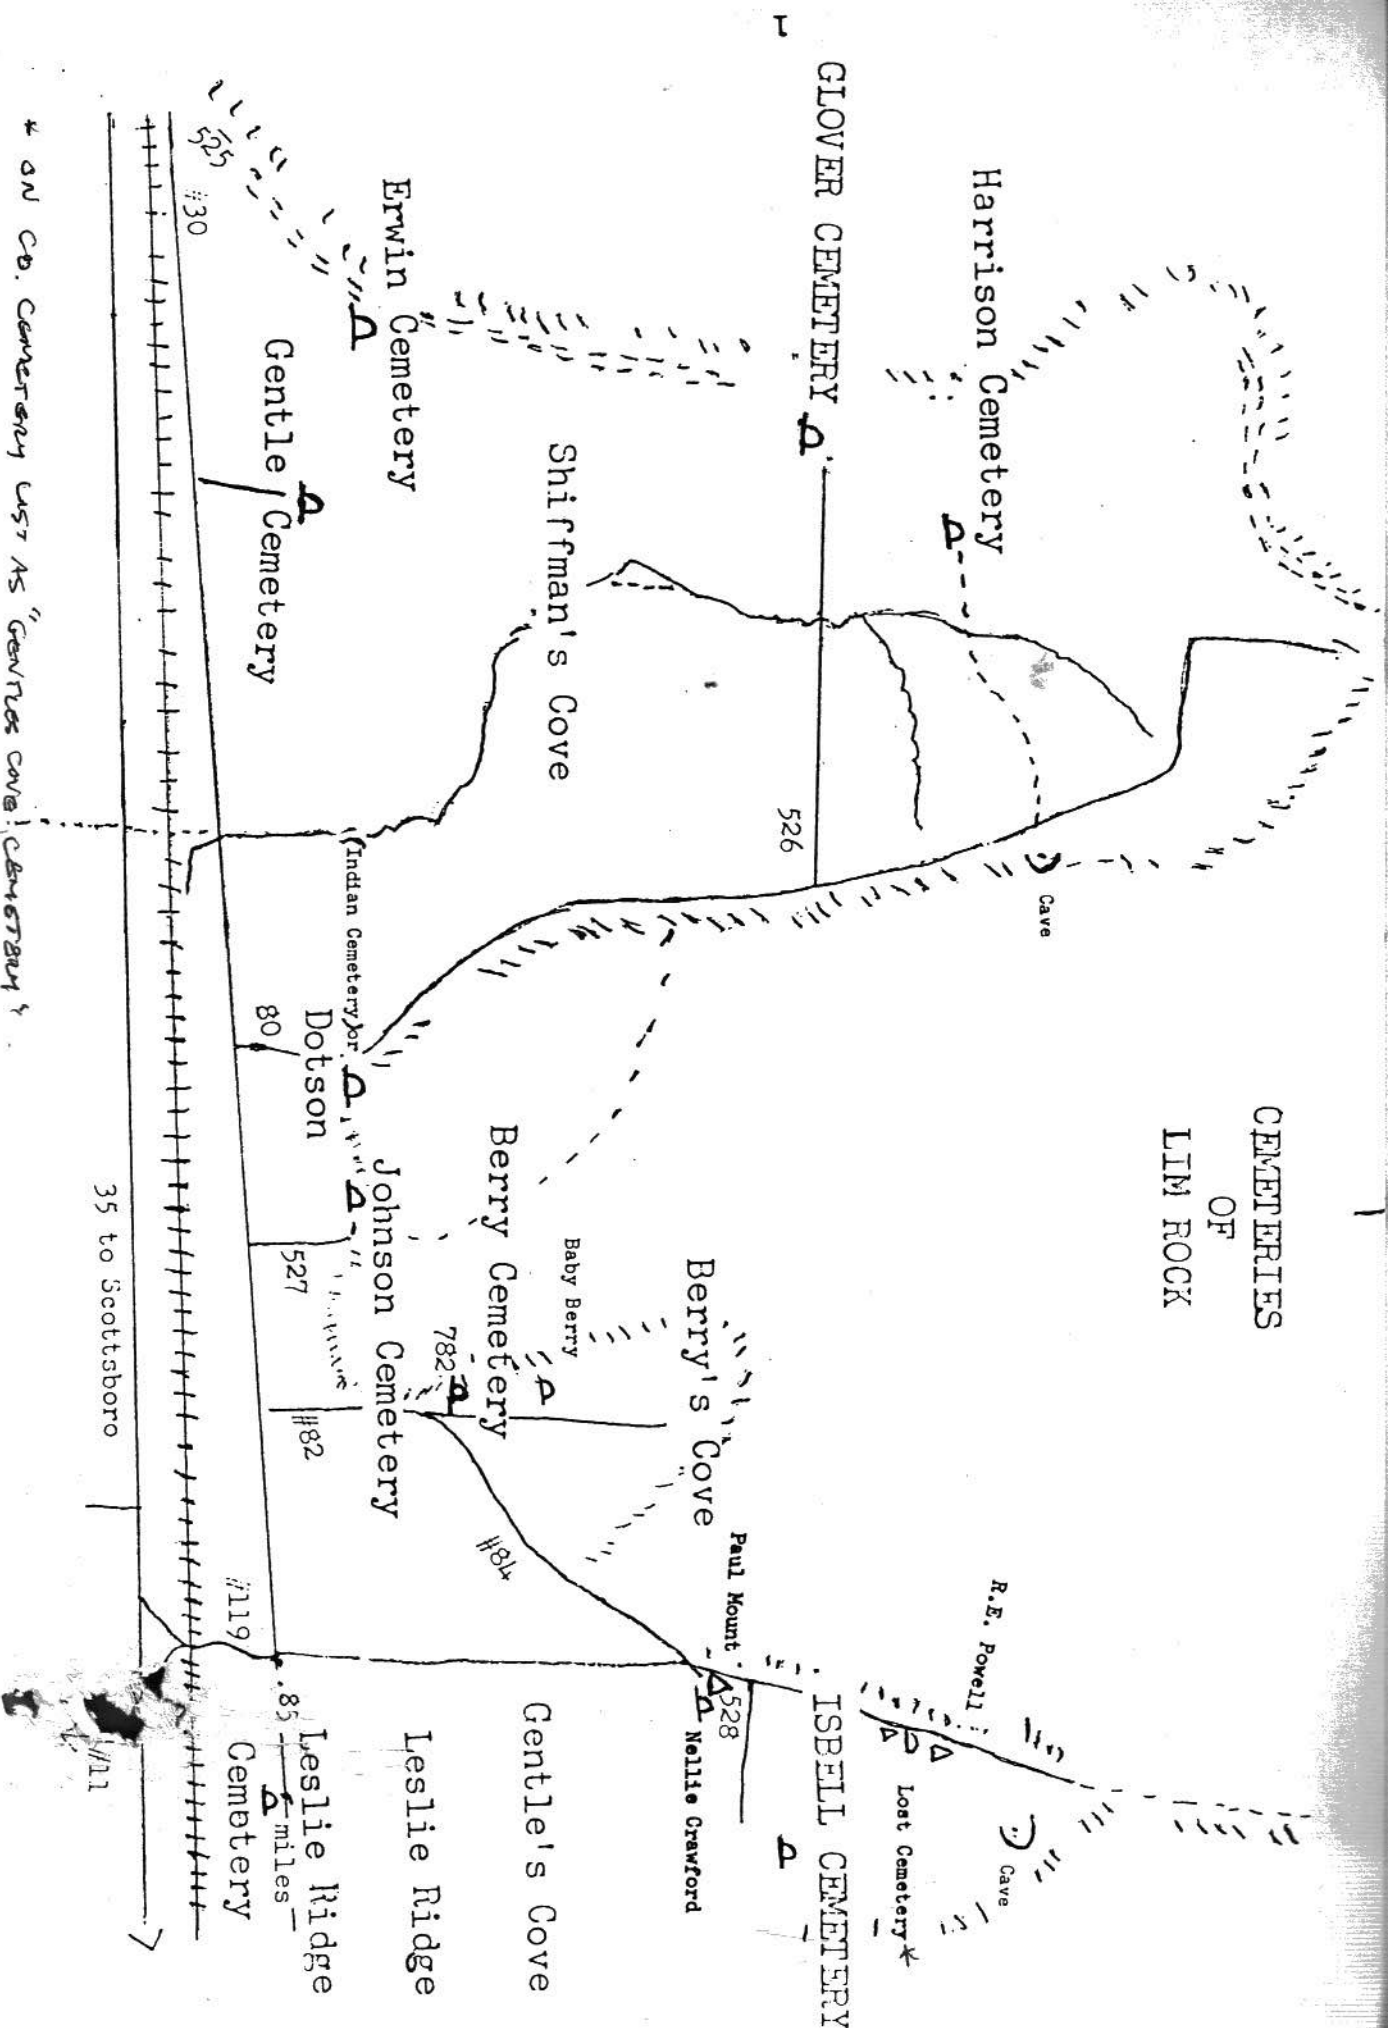 1
CEMETERIES
OF
LIM ROCK
Cave
Harrison Cemetery
R.E. Powell
Cave
Lost Cemetery *
GLOVER CEMETERY
526
ISBELL CEMETERY
Paul Mount
528
Nellie Crawford
Berry's Cove
Baby Berry
Shiffman's Cove
Gentle's Cove
Berry Cemetery
782
#84
Erwin Cemetery
Johnson Cemetery
Leslie Ridge
(Indian Cemetery) or
Dotson
527
#82
80
Gentle Cemetery
Leslie Ridge
Cemetery
.85 miles
#119
525
#30
35 to Scottsboro
#11
* ON CO. CEMETERY LIST AS "GENTLES COVE CEMETERY".